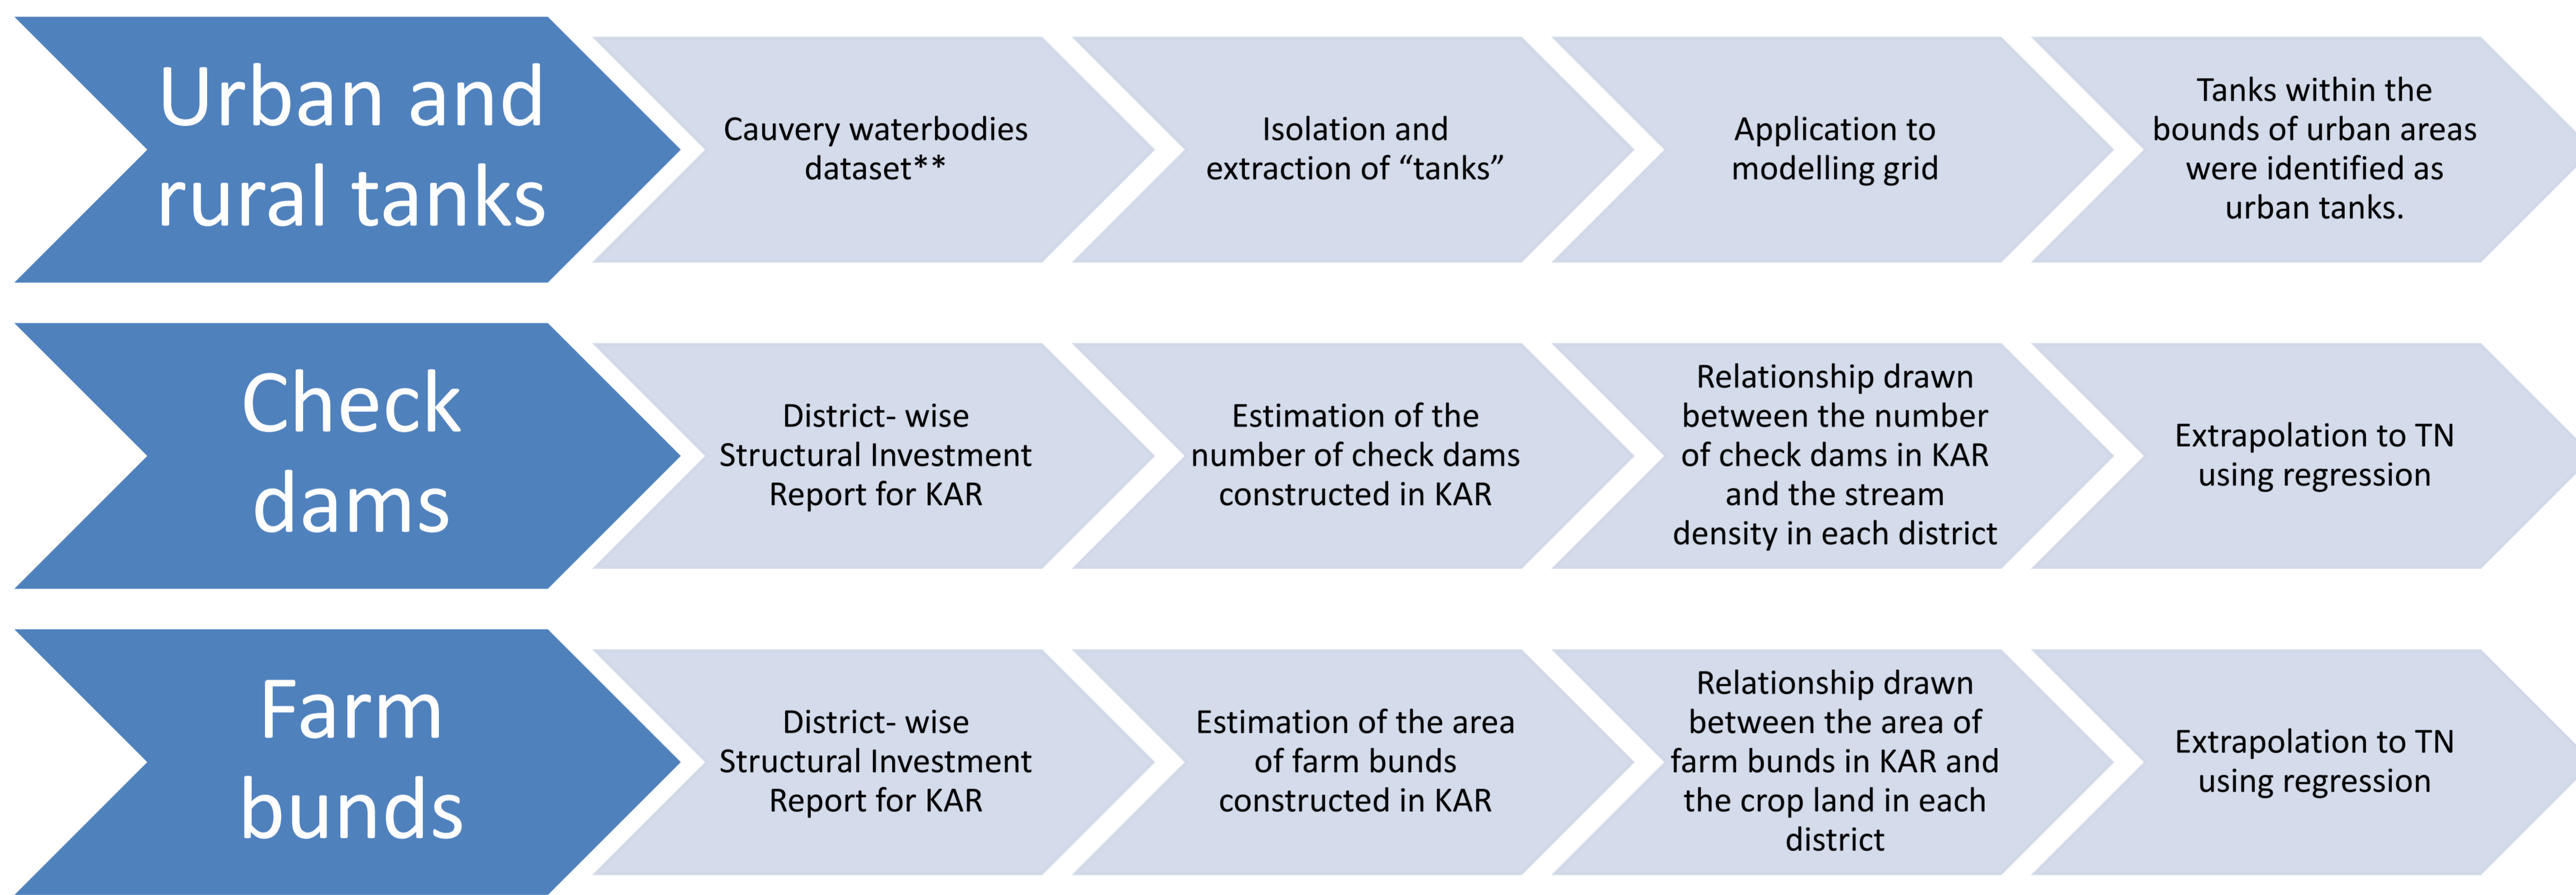 Urban and
rural tanks
Cauvery waterbodies
dataset**
Isolation and
extraction of “tanks”
Application to
modelling grid
Tanks within the
bounds of urban areas
were identified as
urban tanks.
Check
dams
District- wise
Structural Investment
Report for KAR
Estimation of the
number of check dams
constructed in KAR
Relationship drawn
between the number
of check dams in KAR
and the stream
density in each district
Extrapolation to TN
using regression
Farm
bunds
District- wise
Structural Investment
Report for KAR
Estimation of the area
of farm bunds
constructed in KAR
Relationship drawn
between the area of
farm bunds in KAR and
the crop land in each
district
Extrapolation to TN
using regression